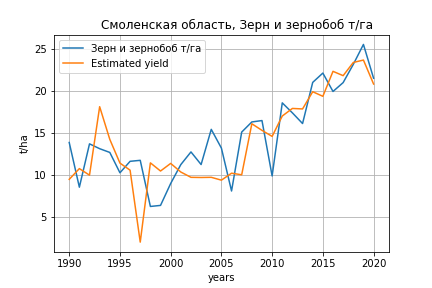 Смоленская область, Зерн и зернобоб т/га
Зерн и зернобоб т/га
Estimated yield
t/ha
25
20
15
10
5
1990 1995 2000 2005 2010 2015 2020
years